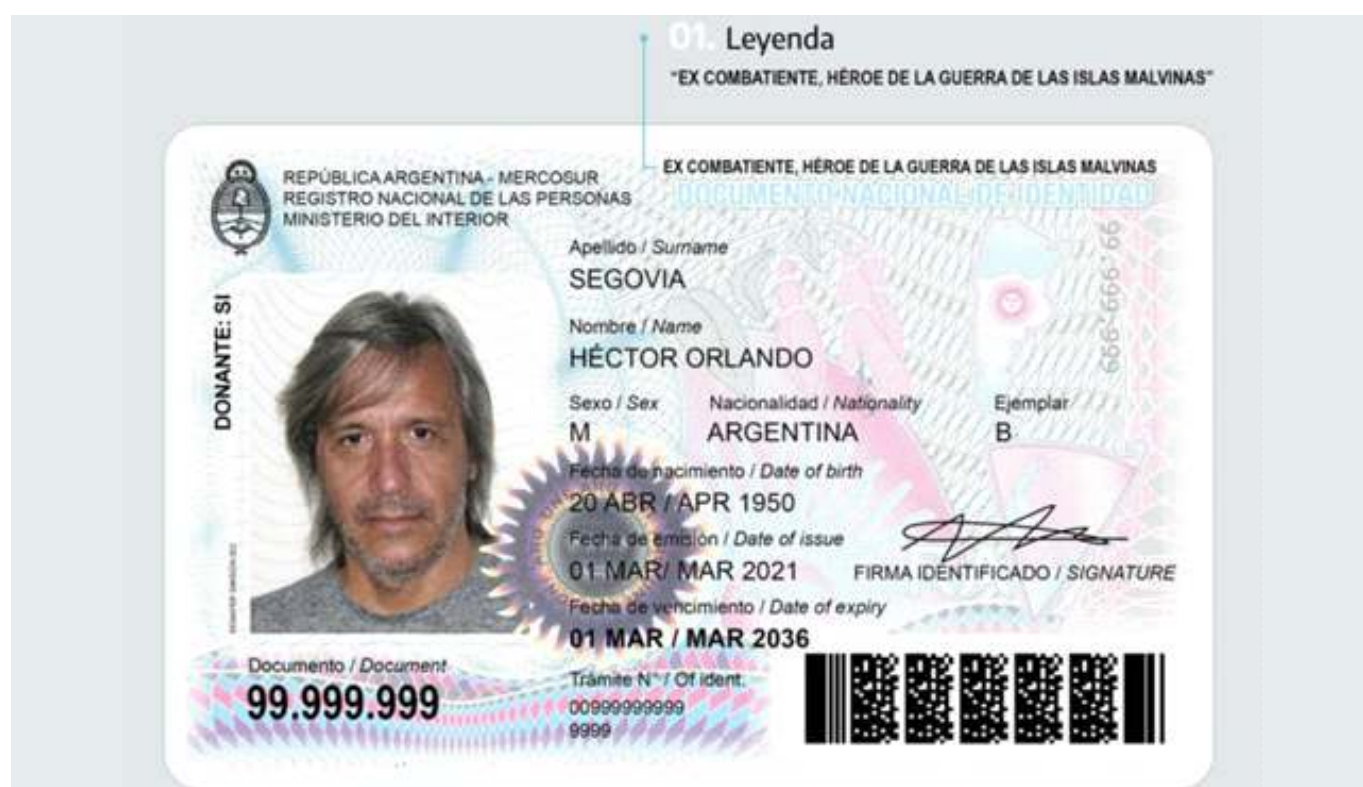 01. Leyenda
"EX COMBATIENTE, HÉROE DE LA GUERRA DE LAS ISLAS MALVINAS"
EX COMBATIENTE, HÉROE DE LA GUERRA DE LAS ISLAS MALVINAS
REPÚBLICA ARGENTINA - MERCOSUR
REGISTRO NACIONAL DE LAS PERSONAS
MINISTERIO DEL INTERIOR
DOCUMENTO NACIONAL DE IDENTIDAD
Apellido / Surname
SEGOVIA
Nombre / Name
HÉCTOR ORLANDO
Sexo / Sex Nacionalidad / Nationality Ejemplar
M ARGENTINA B
Fecha de nacimiento / Date of birth
20 ABR / APR 1950
Fecha de emisión / Date of issue
01 MAR/ MAR 2021
FIRMA IDENTIFICADO / SIGNATURE
Fecha de vencimiento / Date of expiry
01 MAR / MAR 2036
Trámite N° / Of ident.
00999999999
9999
DONANTE: SI
Documento / Document
99.999.999
99.999.999